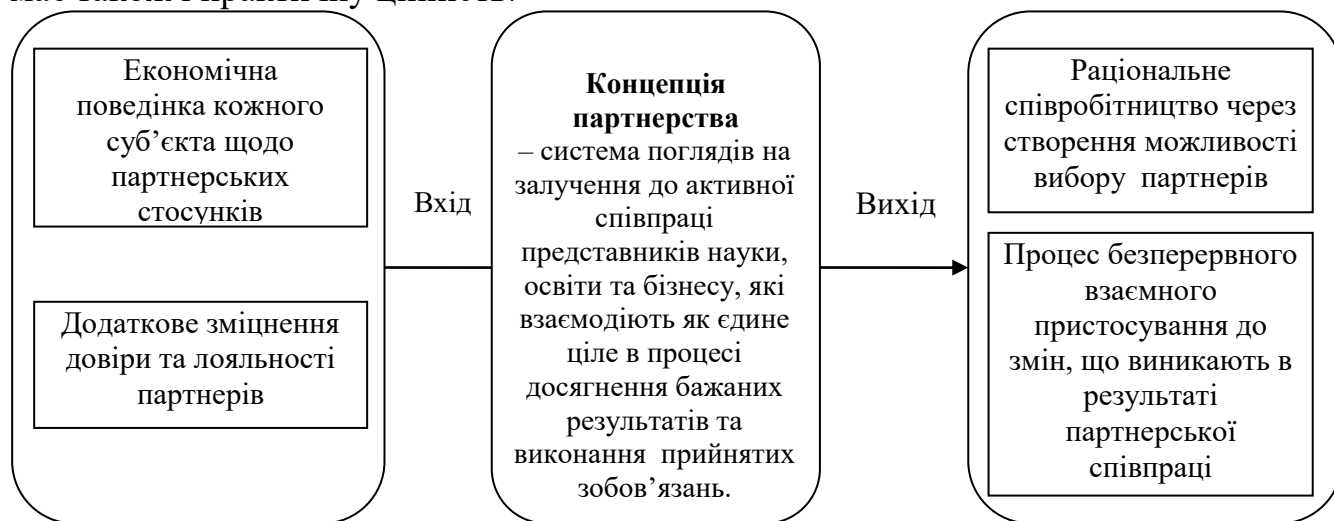 має також і практичну цінність.
Економічна
поведінка кожного
суб’єкта щодо
партнерських
стосунків
Додаткове зміцнення
довіри та лояльності
партнерів
Вхід
Концепція
партнерства
– система поглядів на
залучення до активної
співпраці
представників науки,
освіти та бізнесу, які
взаємодіють як єдине
ціле в процесі
досягнення бажаних
результатів та
виконання прийнятих
зобов’язань.
Вихід
Раціональне
співробітництво через
створення можливості
вибору партнерів
Процес безперервного
взаємного
пристосування до
змін, що виникають в
результаті
партнерської
співпраці